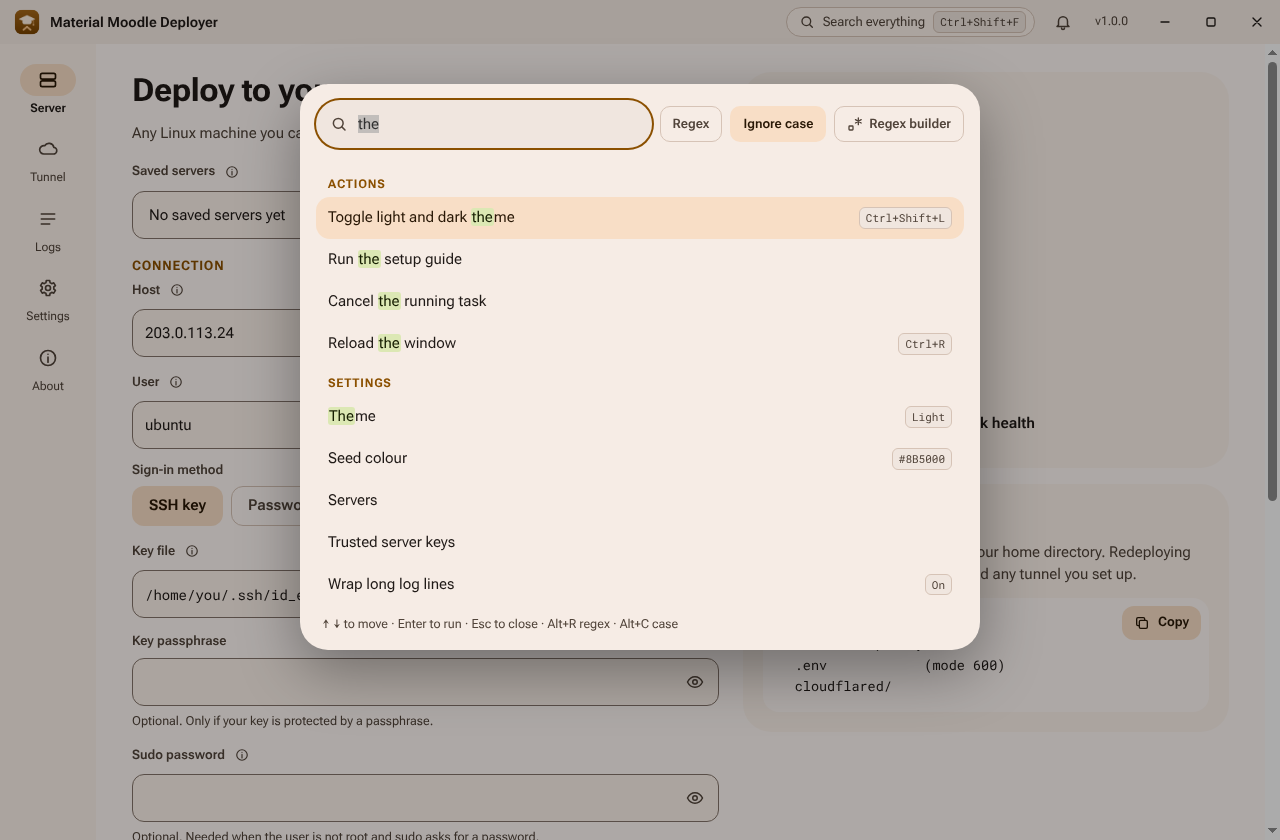 Material Moodle Deployer
Search everything Ctrl+Shift+F
v1.0.0
Server
Tunnel
Logs
Settings
About
Deploy to yo
Any Linux machine you ca
Saved servers
No saved servers yet
CONNECTION
Host
203.0.113.24
User
ubuntu
Sign-in method
SSH key
Passwo
Key file
/home/you/.ssh/id_e
Key passphrase
Optional. Only if your key is protected by a passphrase.
Sudo password
Optional. Needed when the user is not root and sudo asks for a password.
the
Regex
Ignore case
Regex builder
ACTIONS
Toggle light and dark theme Ctrl+Shift+L
Run the setup guide
Cancel the running task
Reload the window Ctrl+R
SETTINGS
Theme Light
Seed colour #8B5000
Servers
Trusted server keys
Wrap long log lines On
↑ ↓ to move · Enter to run · Esc to close · Alt+R regex · Alt+C case
k health
our home directory. Redeploying
d any tunnel you set up.
Copy
.env (mode 600)
cloudflared/